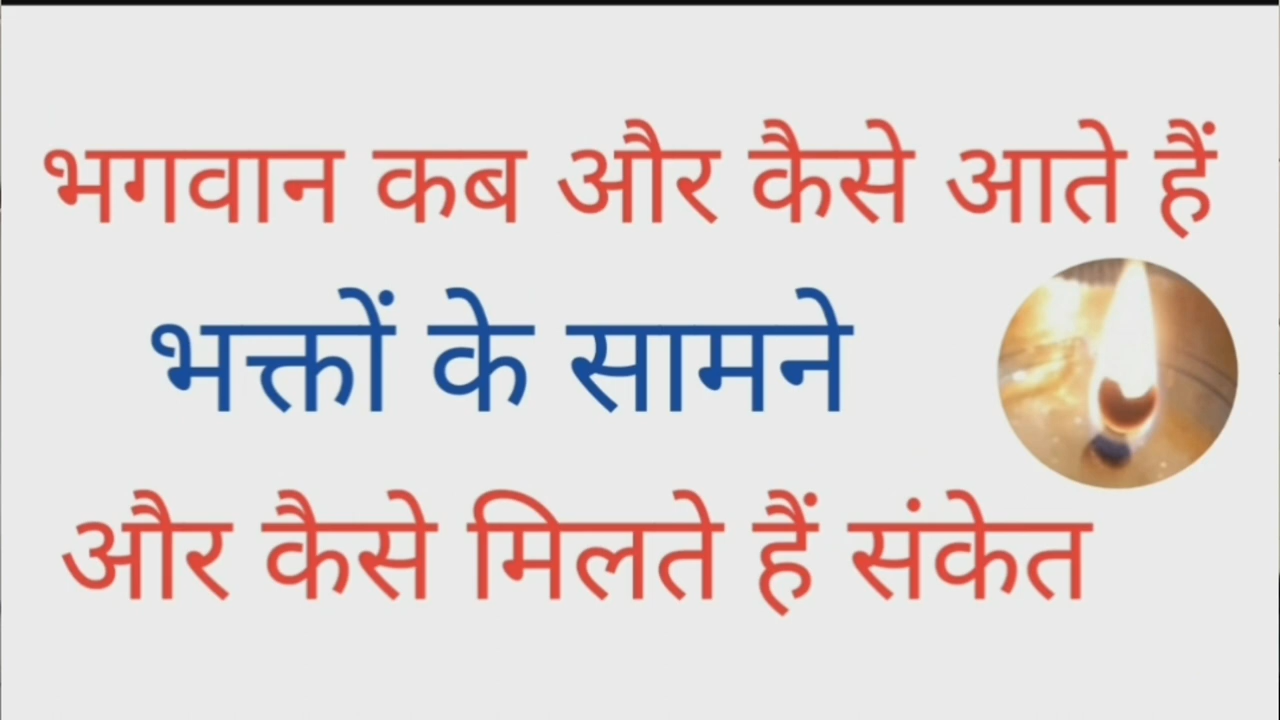 भगवान कब और कैसे आते हैं
भक्तों के सामने
और कैसे मिलते हैं संकेत